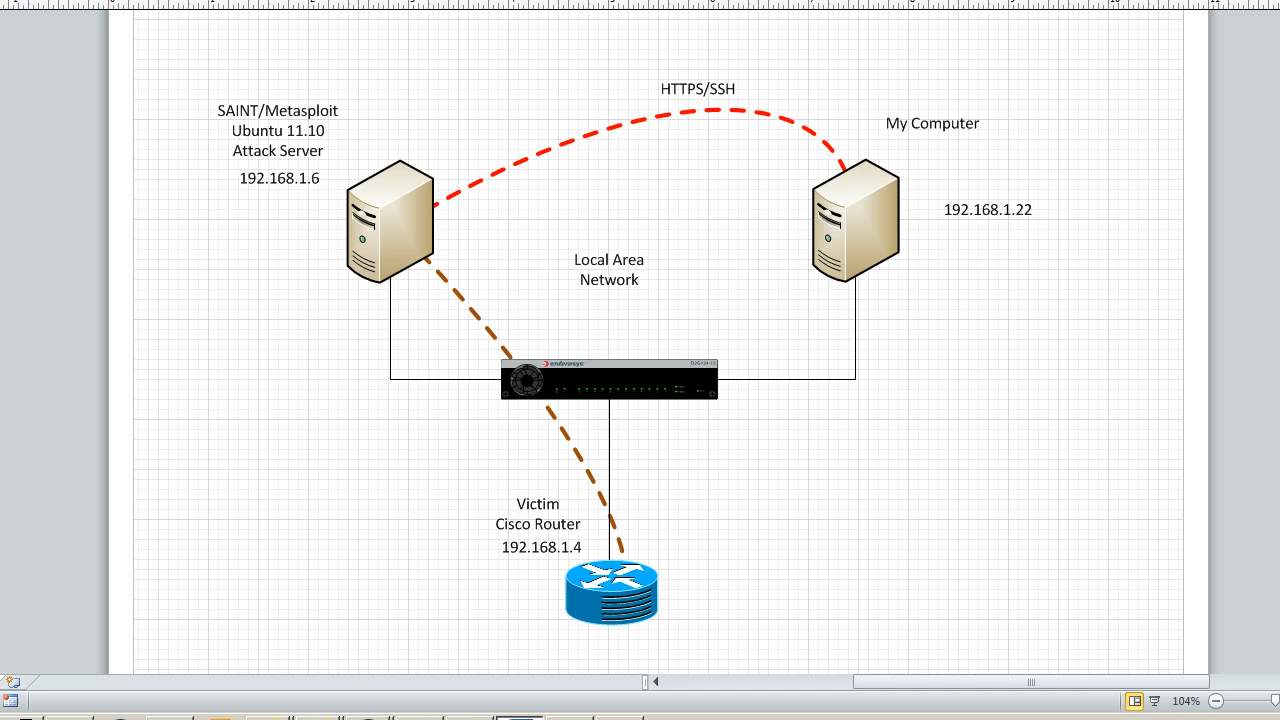 HTTPS/SSH
SAINT/Metasploit
Ubuntu 11.10
Attack Server
192.168.1.6
My Computer
192.168.1.22
Local Area
Network
enterasys
Victim
Cisco Router
192.168.1.4
104%